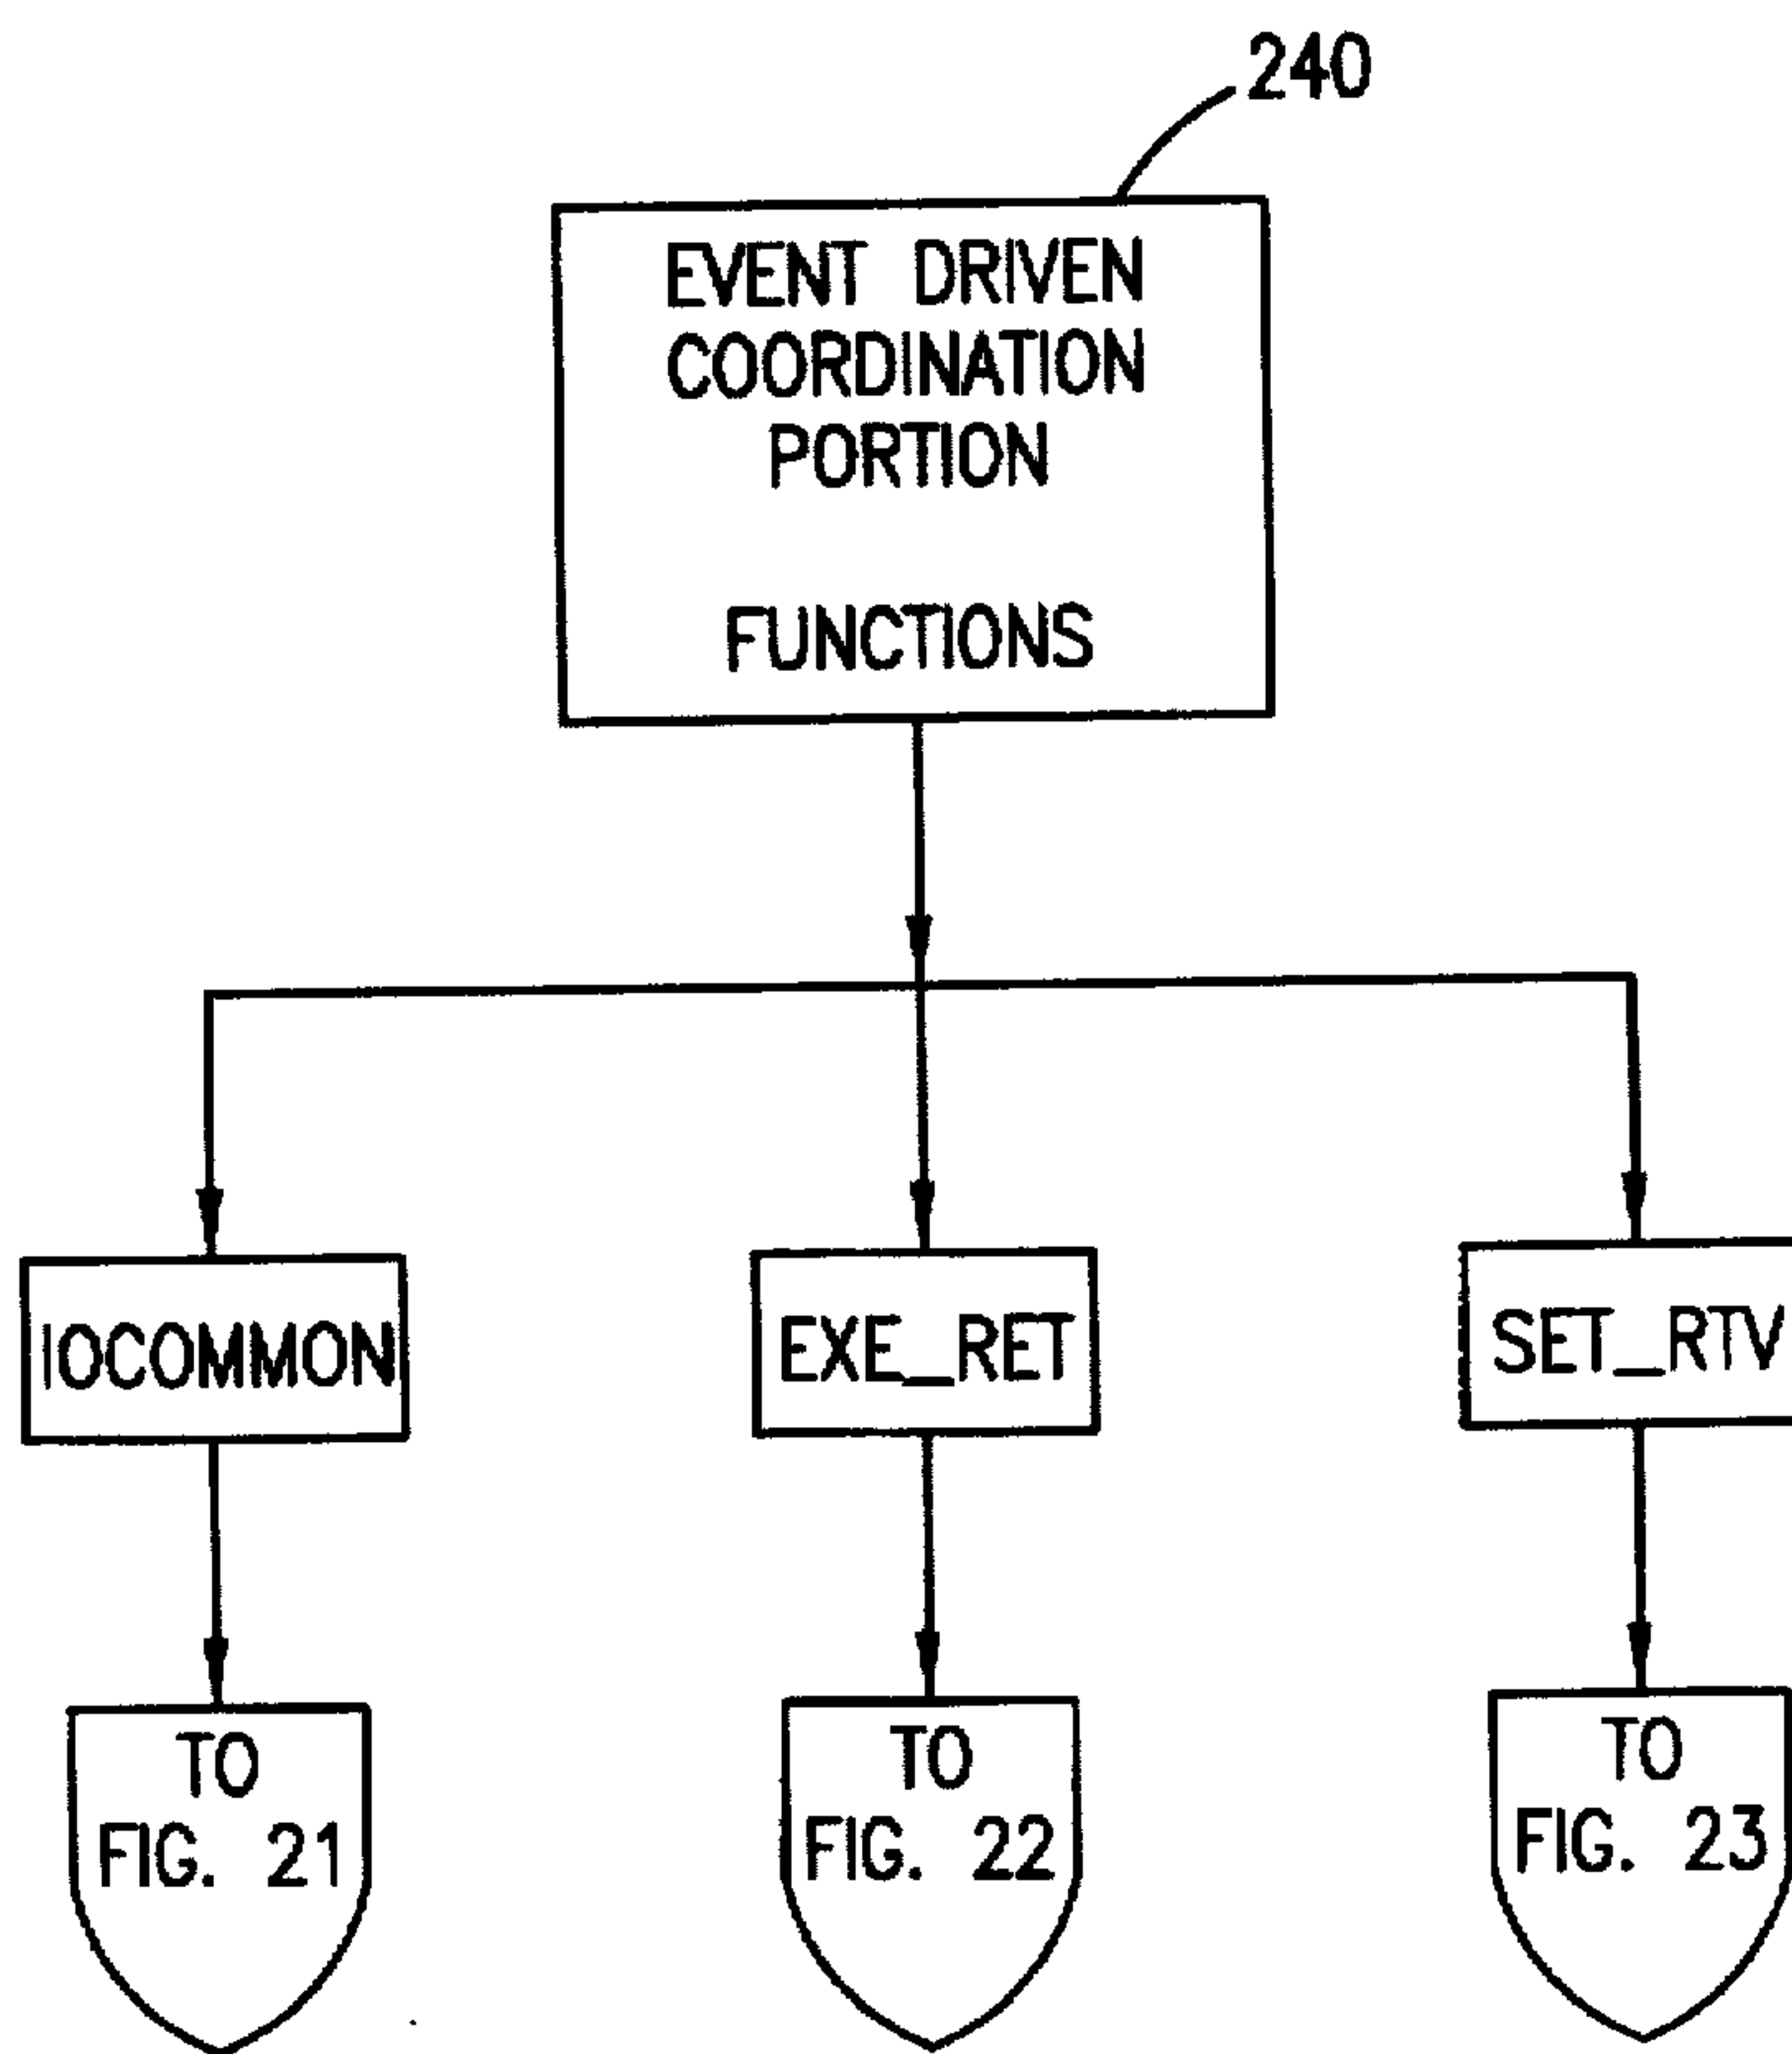 240
EVENT DRIVEN
COORDINATION
PORTION
FUNCTIONS
IOCOMMON
EXE_RET
SET_RTV
TO
FIG. 21
TO
FIG. 22
TO
FIG. 23